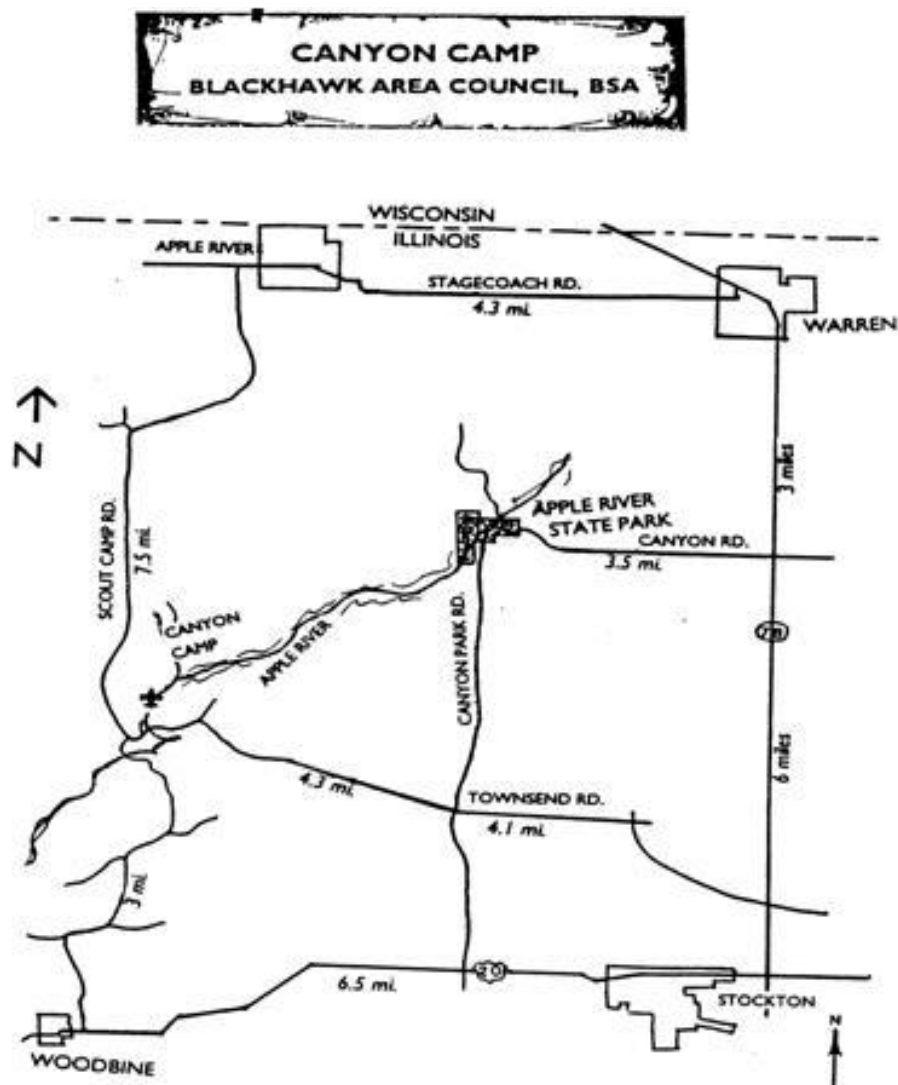 CANYON CAMP
BLACKHAWK AREA COUNCIL, BSA
WISCONSIN
ILLINOIS
APPLE RIVER
STAGECOACH RD.
4.3 mi.
WARREN
N
3 miles
APPLE RIVER
STATE PARK
CANYON RD.
3.5 mi.
SCOUT CAMP RD.
7.5 mi.
CANYON
CAMP
APPLE RIVER
CANYON PARK RD.
78
6 miles
4.3 mi.
TOWNSEND RD.
4.1 mi.
3 mi.
20
6.5 mi.
STOCKTON
WOODBINE
N